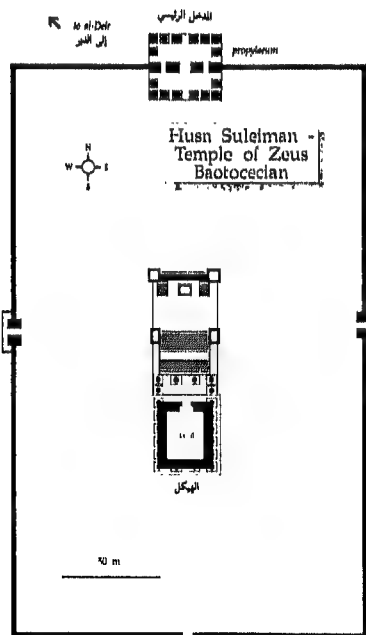 to al-Deir
إلى الدير
المدخل الرئيسي
propylaeum
Husn Suleiman -
Temple of Zeus
Baotocecian
N
W
E
S
الهيكل
50 m